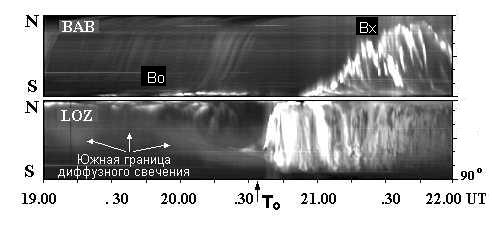 N BAB Bx
Bo
S
N LOZ
Южная граница
диффузного свечения
S
90°
19.00 .30 20.00 .30 To 21.00 .30 22.00 UT